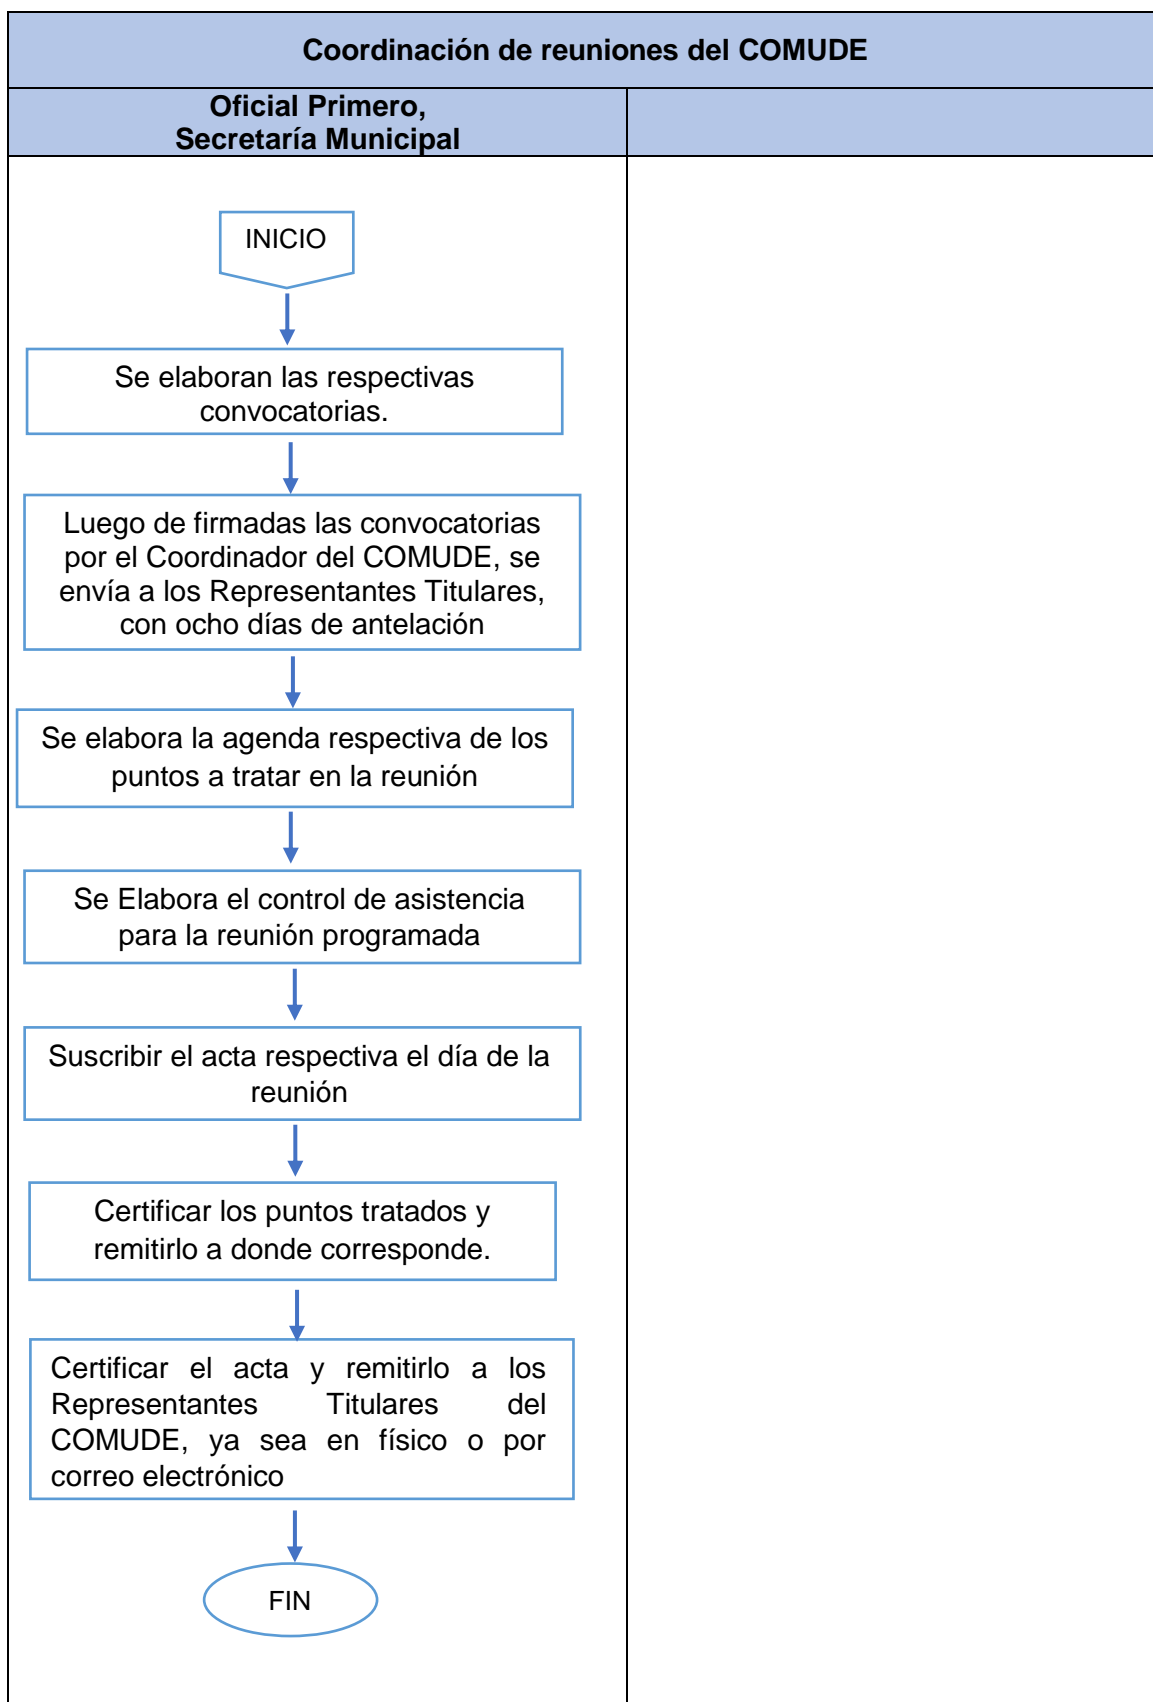 Coordinación de reuniones del COMUDE
Oficial Primero,
Secretaría Municipal
INICIO
Se elaboran las respectivas
convocatorias.
Luego de firmadas las convocatorias
por el Coordinador del COMUDE, se
envía a los Representantes Titulares,
con ocho días de antelación
Se elabora la agenda respectiva de los
puntos a tratar en la reunión
Se Elabora el control de asistencia
para la reunión programada
Suscribir el acta respectiva el día de la
reunión
Certificar los puntos tratados y
remitirlo a donde corresponde.
Certificar el acta y remitirlo a los
Representantes Titulares del
COMUDE, ya sea en físico o por
correo electrónico
FIN